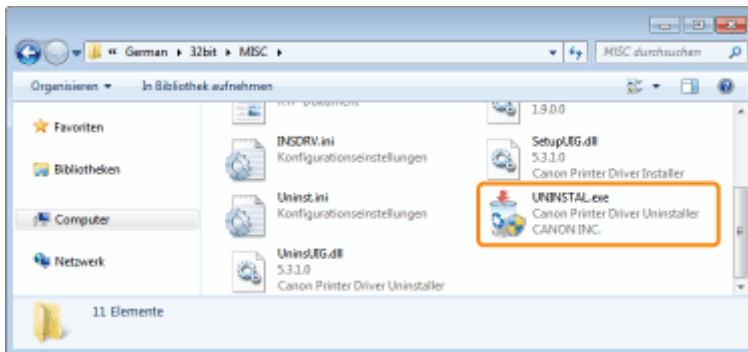 « German ▸ 32bit ▸ MISC ▸
MISC durchsuchen
Organisieren ▾
In Bibliothek aufnehmen
Favoriten
Bibliotheken
Computer
Netzwerk
1.9.0.0
INSDRV.ini
Konfigurationseinstellungen
SetupUIG.dll
5.3.1.0
Canon Printer Driver Installer
Uninst.ini
Konfigurationseinstellungen
UNINSTAL.exe
Canon Printer Driver Uninstaller
CANON INC.
UninsUIG.dll
5.3.1.0
Canon Printer Driver Uninstaller
11 Elemente